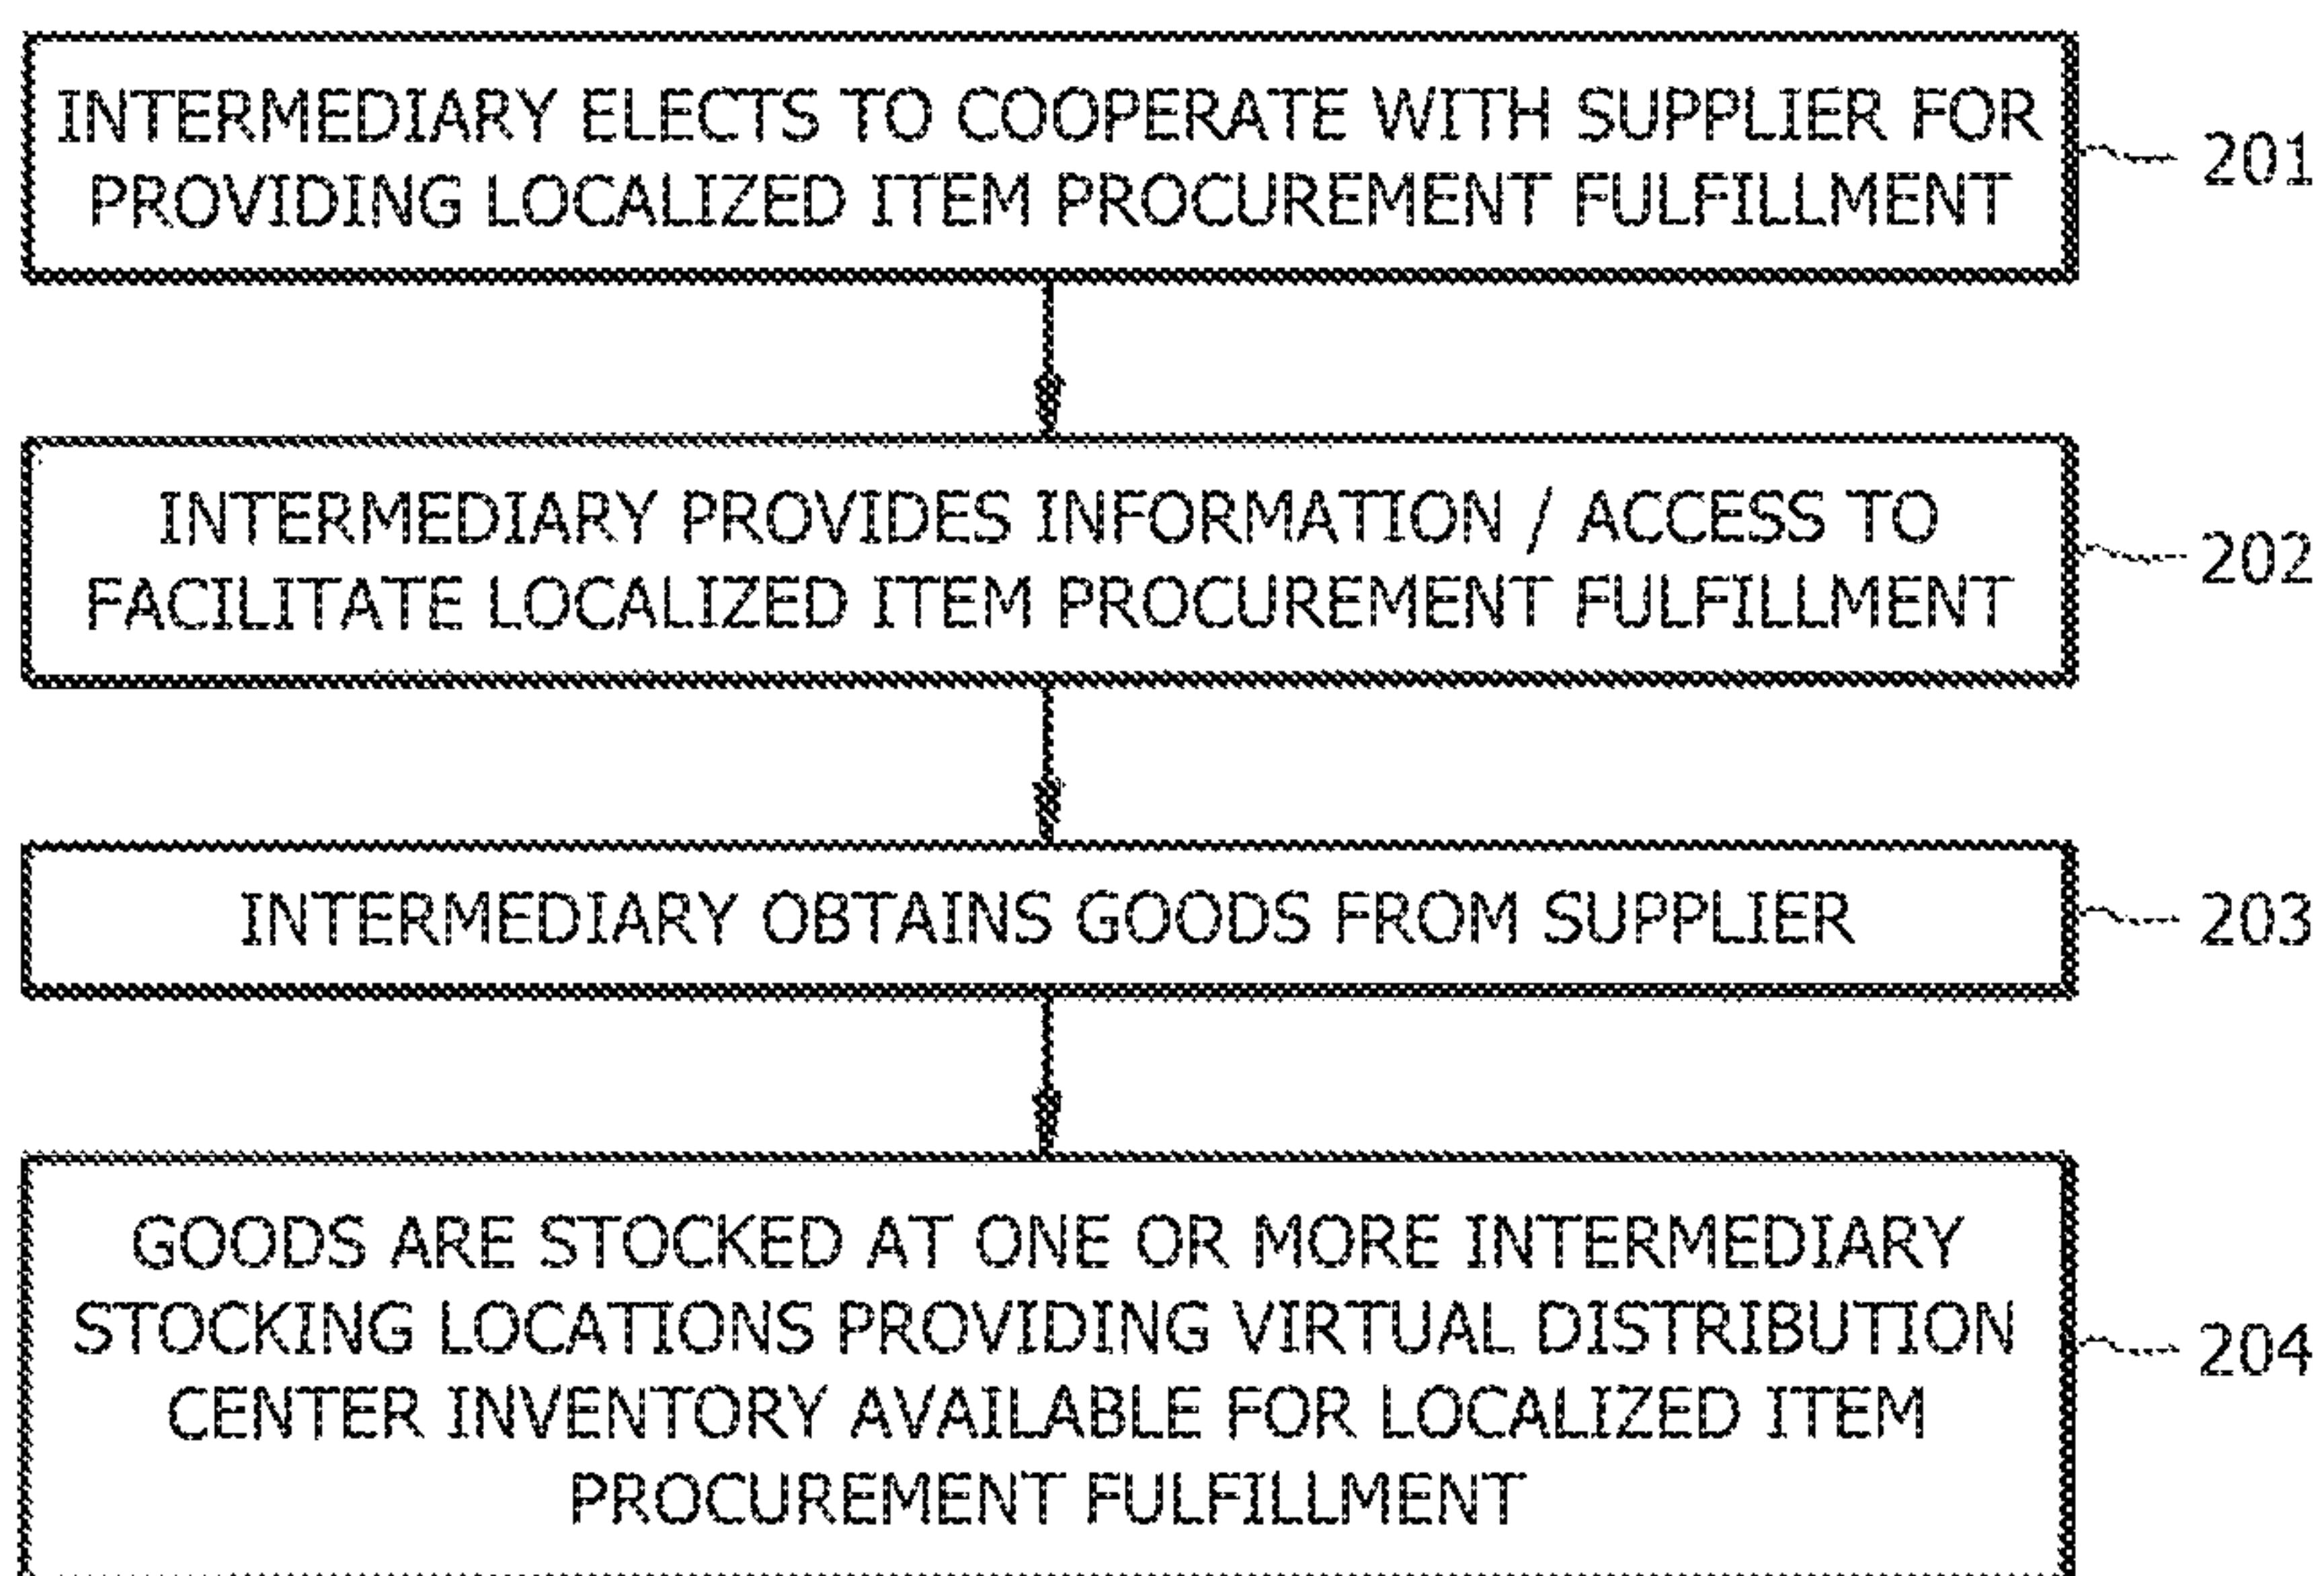 INTERMEDIARY ELECTS TO COOPERATE WITH SUPPLIER FOR
PROVIDING LOCALIZED ITEM PROCUREMENT FULFILLMENT
201
INTERMEDIARY PROVIDES INFORMATION / ACCESS TO
FACILITATE LOCALIZED ITEM PROCUREMENT FULFILLMENT
202
INTERMEDIARY OBTAINS GOODS FROM SUPPLIER
203
GOODS ARE STOCKED AT ONE OR MORE INTERMEDIARY
STOCKING LOCATIONS PROVIDING VIRTUAL DISTRIBUTION
CENTER INVENTORY AVAILABLE FOR LOCALIZED ITEM
PROCUREMENT FULFILLMENT
204